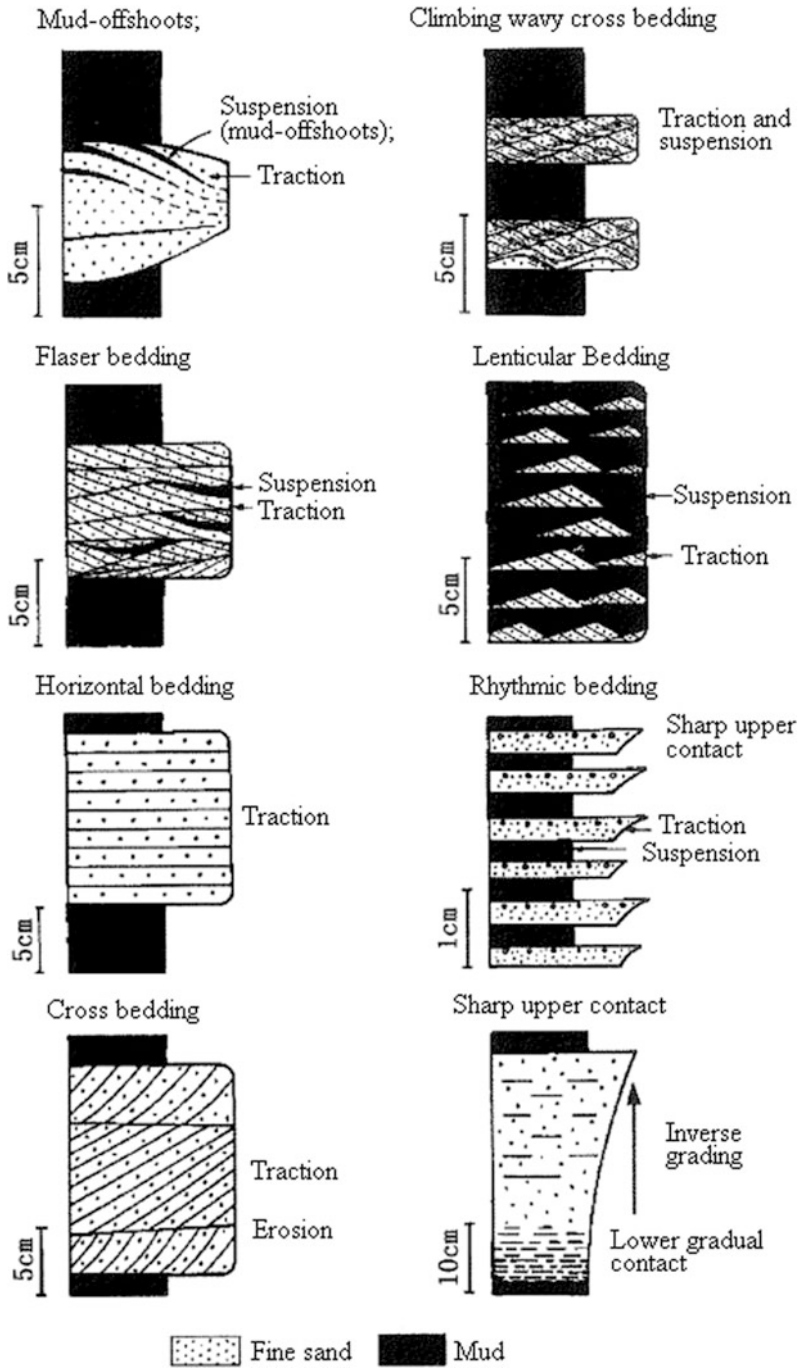 Mud-offshoots;
Suspension
(mud-offshoots);
Traction
5cm
Climbing wavy cross bedding
Traction and
suspension
5cm
Flaser bedding
Suspension
Traction
5cm
Lenticular Bedding
Suspension
Traction
5cm
Horizontal bedding
Traction
5cm
Rhythmic bedding
Sharp upper
contact
Traction
Suspension
1cm
Cross bedding
Traction
Erosion
5cm
Sharp upper contact
Inverse
grading
Lower gradual
contact
10cm
Fine sand
Mud